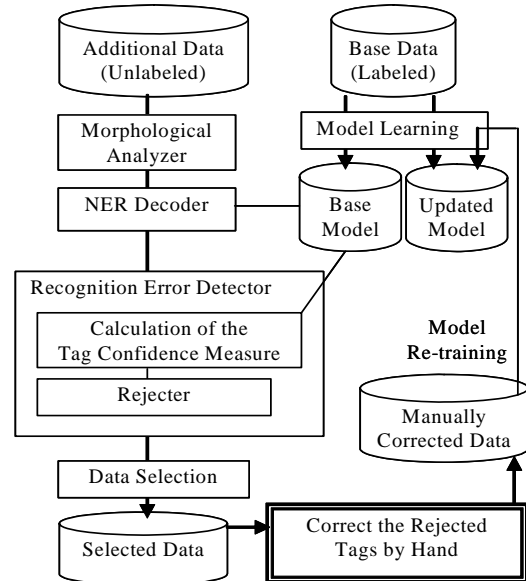 Additional Data
(Unlabeled)
Base Data
(Labeled)
Morphological
Analyzer
Model Learning
NER Decoder
Base
Model
Updated
Model
Recognition Error Detector
Calculation of the
Tag Confidence Measure
Rejecter
Model
Re-training
Manually
Corrected Data
Data Selection
Selected Data
Correct the Rejected
Tags by Hand